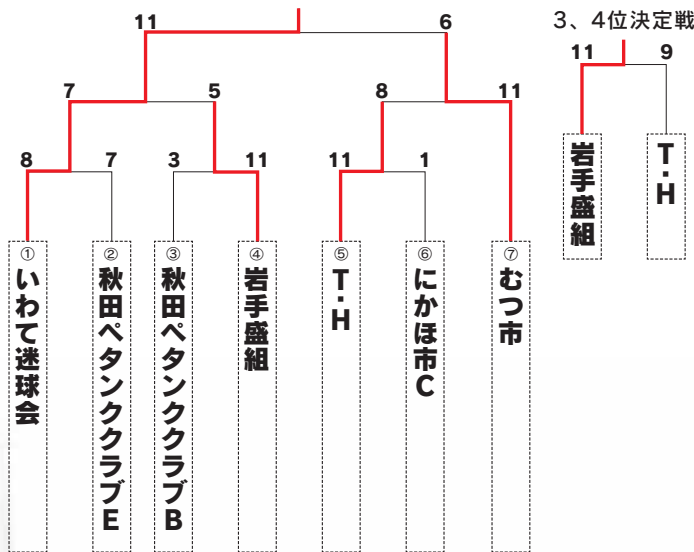 11
6
3、4位決定戦
11
9
7
5
8
11
8
7
3
11
11
1
岩手盛組
T・H
①いわて迷球会
②秋田ペタンククラブE
③秋田ペタンククラブB
④岩手盛組
⑤T・H
⑥にかほ市C
⑦むつ市